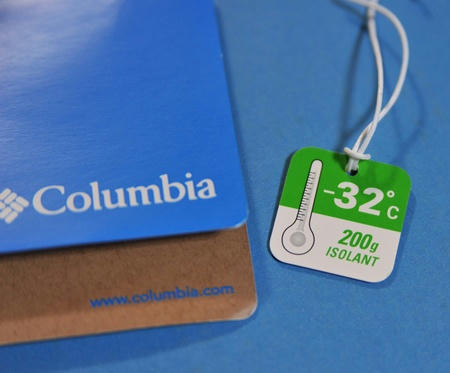 Columbia
www.columbia.com
-32°C
200g
ISOLANT